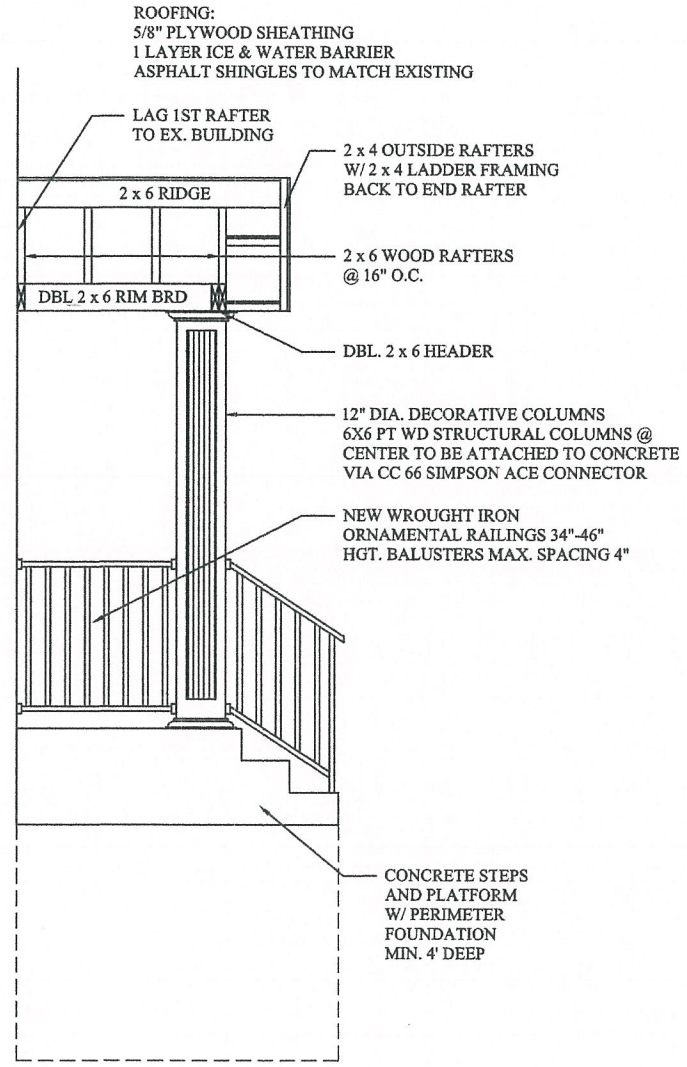 ROOFING:
5/8" PLYWOOD SHEATHING
1 LAYER ICE & WATER BARRIER
ASPHALT SHINGLES TO MATCH EXISTING
LAG 1ST RAFTER
TO EX. BUILDING
2 x 4 OUTSIDE RAFTERS
W/ 2 x 4 LADDER FRAMING
BACK TO END RAFTER
2 x 6 RIDGE
2 x 6 WOOD RAFTERS
@ 16" O.C.
DBL 2 x 6 RIM BRD
DBL. 2 x 6 HEADER
12" DIA. DECORATIVE COLUMNS
6X6 PT WD STRUCTURAL COLUMNS @
CENTER TO BE ATTACHED TO CONCRETE
VIA CC 66 SIMPSON ACE CONNECTOR
NEW WROUGHT IRON
ORNAMENTAL RAILINGS 34"-46"
HGT. BALUSTERS MAX. SPACING 4"
CONCRETE STEPS
AND PLATFORM
W/ PERIMETER
FOUNDATION
MIN. 4' DEEP